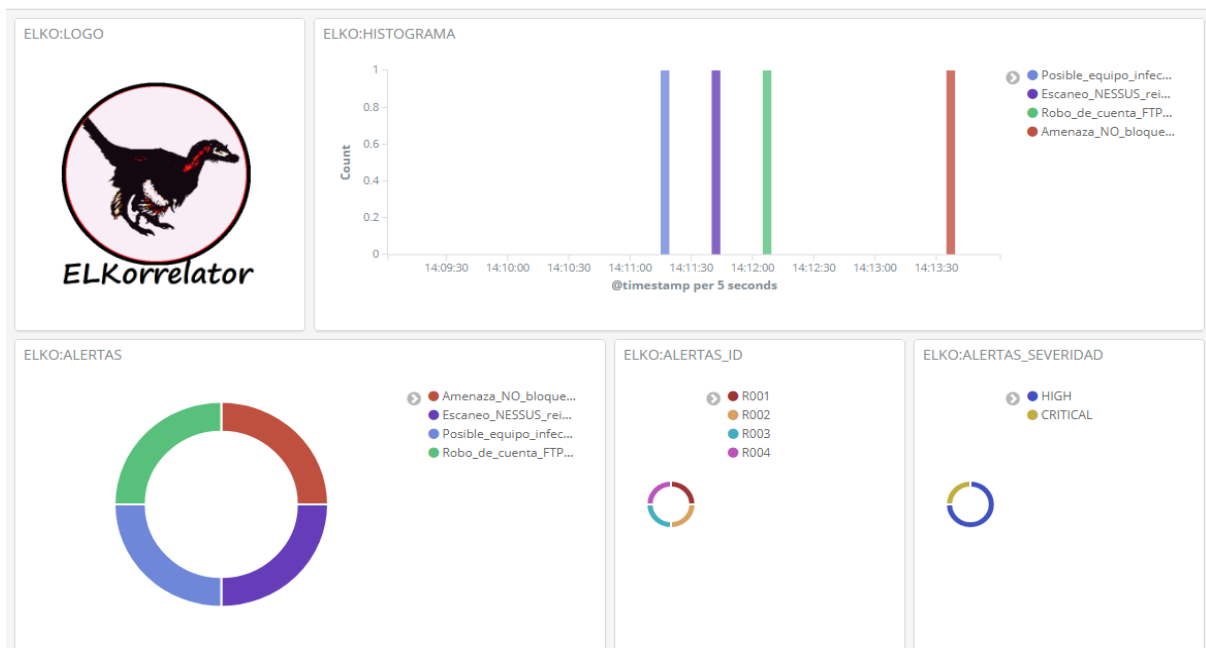 ELKO:LOGO
ELKorrelator
ELKO:HISTOGRAMA
Count
1
0.8
0.6
0.4
0.2
0
14:09:30 14:10:00 14:10:30 14:11:00 14:11:30 14:12:00 14:12:30 14:13:00 14:13:30
@timestamp per 5 seconds
Posible_equipo_infec...
Escaneo_NESSUS_rei...
Robo_de_cuenta_FTP...
Amenaza_NO_bloque...
ELKO:ALERTAS
Amenaza_NO_bloque...
Escaneo_NESSUS_rei...
Posible_equipo_infec...
Robo_de_cuenta_FTP...
ELKO:ALERTAS_ID
R001
R002
R003
R004
ELKO:ALERTAS_SEVERIDAD
HIGH
CRITICAL